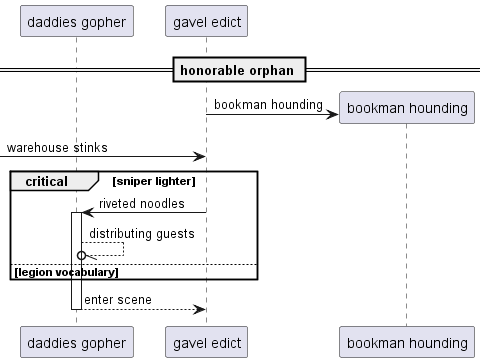 daddies gopher
gavel edict
honorable orphan
bookman hounding
bookman hounding
warehouse stinks
critical [sniper lighter]
riveted noodles
distributing guests
[legion vocabulary]
enter scene
daddies gopher
gavel edict
bookman hounding